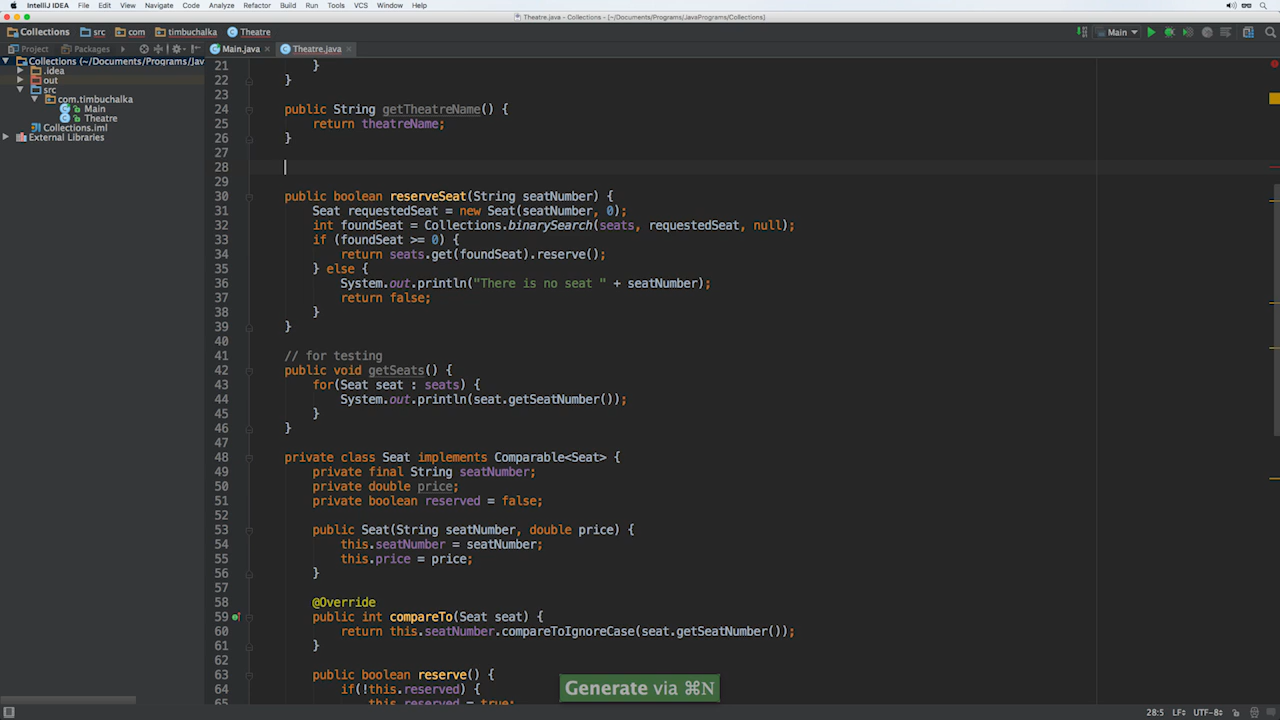 IntelliJ IDEA File Edit View Navigate Code Analyze Refactor Build Run Tools VCS Window Help
Theatre.java - Collections - [~/Documents/Programs/JavaPrograms/Collections]
Collections src com timbuchalka Theatre Main
Project Packages Main.java Theatre.java
Collections (~/Documents/Programs/Jav
.idea
out
src
com.timbuchalka
Main
Theatre
Collections.iml
External Libraries
21 }
22 }
23
24 public String getTheatreName() {
25 return theatreName;
26 }
27
28
29
30 public boolean reserveSeat(String seatNumber) {
31 Seat requestedSeat = new Seat(seatNumber, 0);
32 int foundSeat = Collections.binarySearch(seats, requestedSeat, null);
33 if (foundSeat >= 0) {
34 return seats.get(foundSeat).reserve();
35 } else {
36 System.out.println("There is no seat " + seatNumber);
37 return false;
38 }
39 }
40
41 // for testing
42 public void getSeats() {
43 for(Seat seat : seats) {
44 System.out.println(seat.getSeatNumber());
45 }
46 }
47
48 private class Seat implements Comparable<Seat> {
49 private final String seatNumber;
50 private double price;
51 private boolean reserved = false;
52
53 public Seat(String seatNumber, double price) {
54 this.seatNumber = seatNumber;
55 this.price = price;
56 }
57
58 @Override
59 public int compareTo(Seat seat) {
60 return this.seatNumber.compareToIgnoreCase(seat.getSeatNumber());
61 }
62
63 public boolean reserve() {
64 if(!this.reserved) {
65 this.reserved = true;
Generate via ⌘N
28:5 LF÷ UTF-8÷